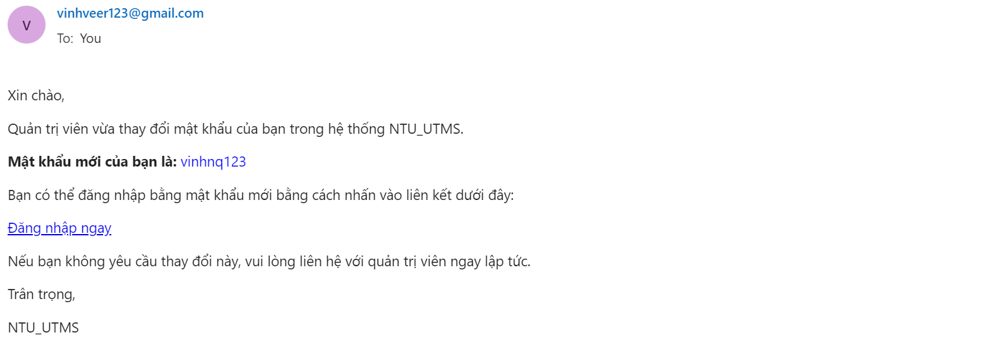 V
vinhveer123@gmail.com
To: You
Xin chào,
Quản trị viên vừa thay đổi mật khẩu của bạn trong hệ thống NTU_UTMS.
Mật khẩu mới của bạn là: vinhnq123
Bạn có thể đăng nhập bằng mật khẩu mới bằng cách nhấn vào liên kết dưới đây:
Đăng nhập ngay
Nếu bạn không yêu cầu thay đổi này, vui lòng liên hệ với quản trị viên ngay lập tức.
Trân trọng,
NTU_UTMS